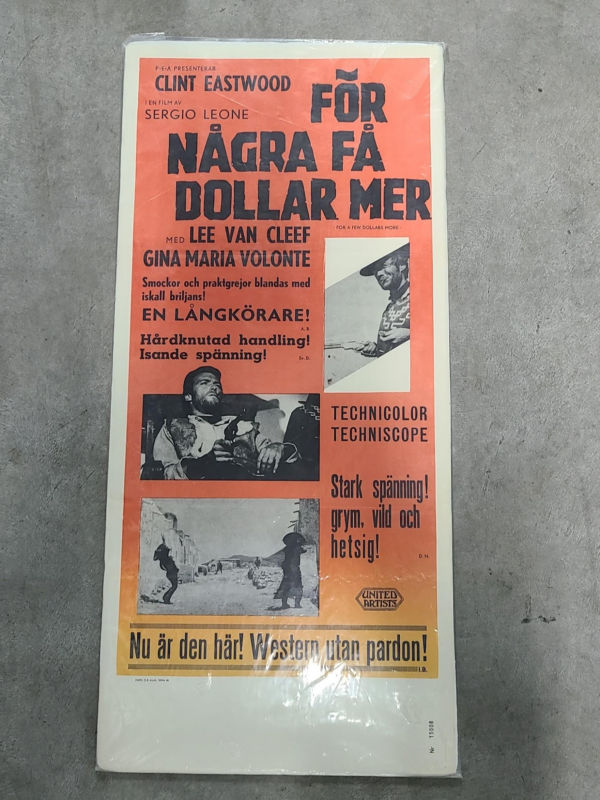 P-E-A PRESENTERAR
CLINT EASTWOOD
I EN FILM AV
SERGIO LEONE
FÖR
NÅGRA FÅ
DOLLAR MER
- FOR A FEW DOLLARS MORE -
MED LEE VAN CLEEF
GINA MARIA VOLONTE
Smockor och praktgrejor blandas med
iskall briljans!
EN LÅNGKÖRARE!
A. B.
Hårdknutad handling!
Isande spänning!
Sv. D.
TECHNICOLOR
TECHNISCOPE
Stark spänning!
grym, vild och
hetsig!
D. N.
UNITED
ARTISTS
Nu är den här! Western utan pardon!
Nr 15008